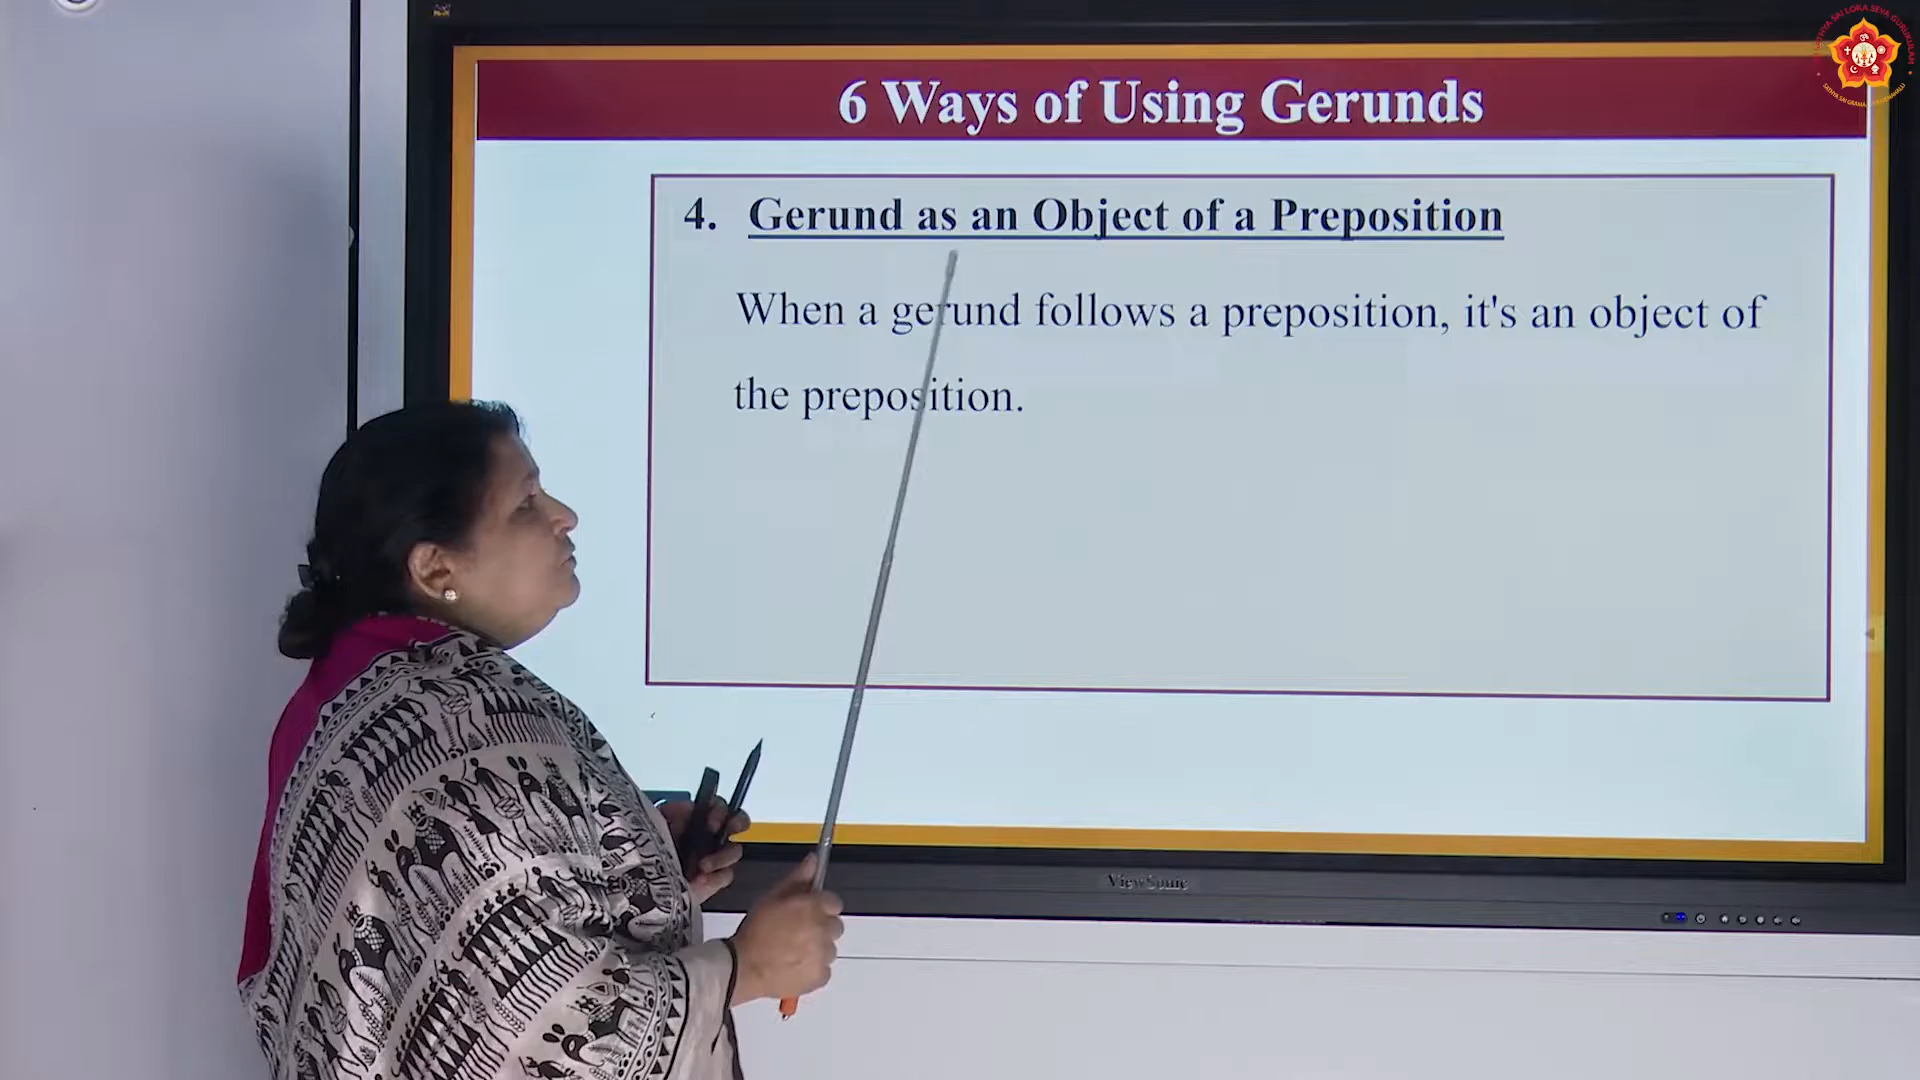 6 Ways of Using Gerunds
4. Gerund as an Object of a Preposition
When a gerund follows a preposition, it's an object of
the preposition.
ViewSonic